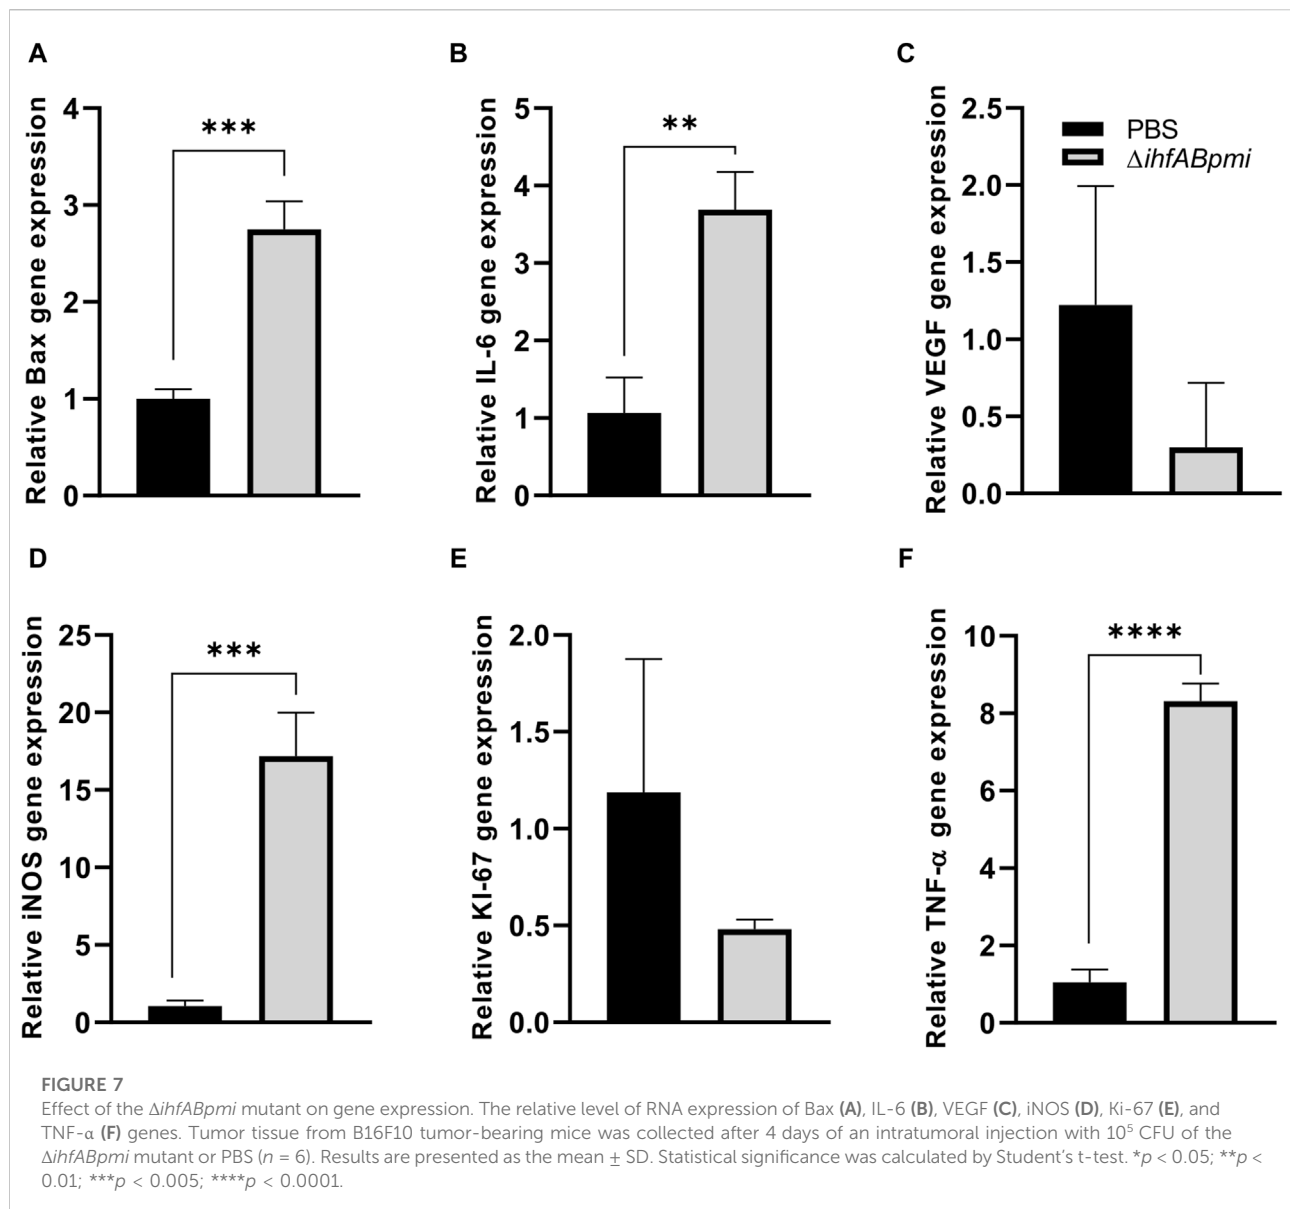 A
Relative Bax gene expression
4
3
2
1
0
***
B
Relative IL-6 gene expression
5
4
3
2
1
0
**
C
Relative VEGF gene expression
2.5
2.0
1.5
1.0
0.5
0.0
PBS
ΔihfABpmi
D
Relative iNOS gene expression
25
20
15
10
5
0
***
E
Relative KI-67 gene expression
2.0
1.5
1.0
0.5
0.0
F
Relative TNF-α gene expression
10
8
6
4
2
0
****
FIGURE 7
Effect of the ΔihfABpmi mutant on gene expression. The relative level of RNA expression of Bax (A), IL-6 (B), VEGF (C), iNOS (D), Ki-67 (E), and
TNF-α (F) genes. Tumor tissue from B16F10 tumor-bearing mice was collected after 4 days of an intratumoral injection with 10⁵ CFU of the
ΔihfABpmi mutant or PBS (n = 6). Results are presented as the mean ± SD. Statistical significance was calculated by Student's t-test. *p < 0.05; **p <
0.01; ***p < 0.005; ****p < 0.0001.